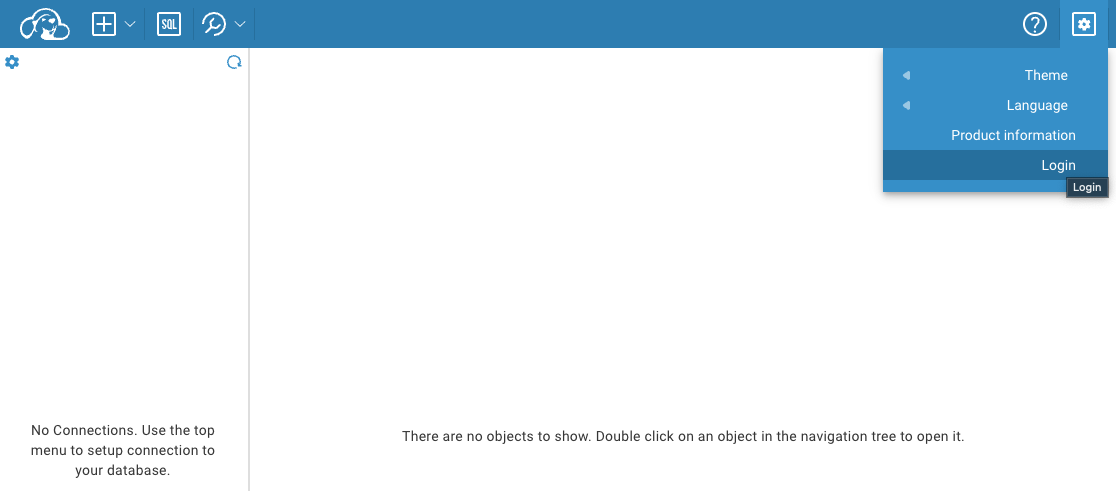 SQL
Theme
Language
Product information
Login
Login
No Connections. Use the top
menu to setup connection to
your database.
There are no objects to show. Double click on an object in the navigation tree to open it.